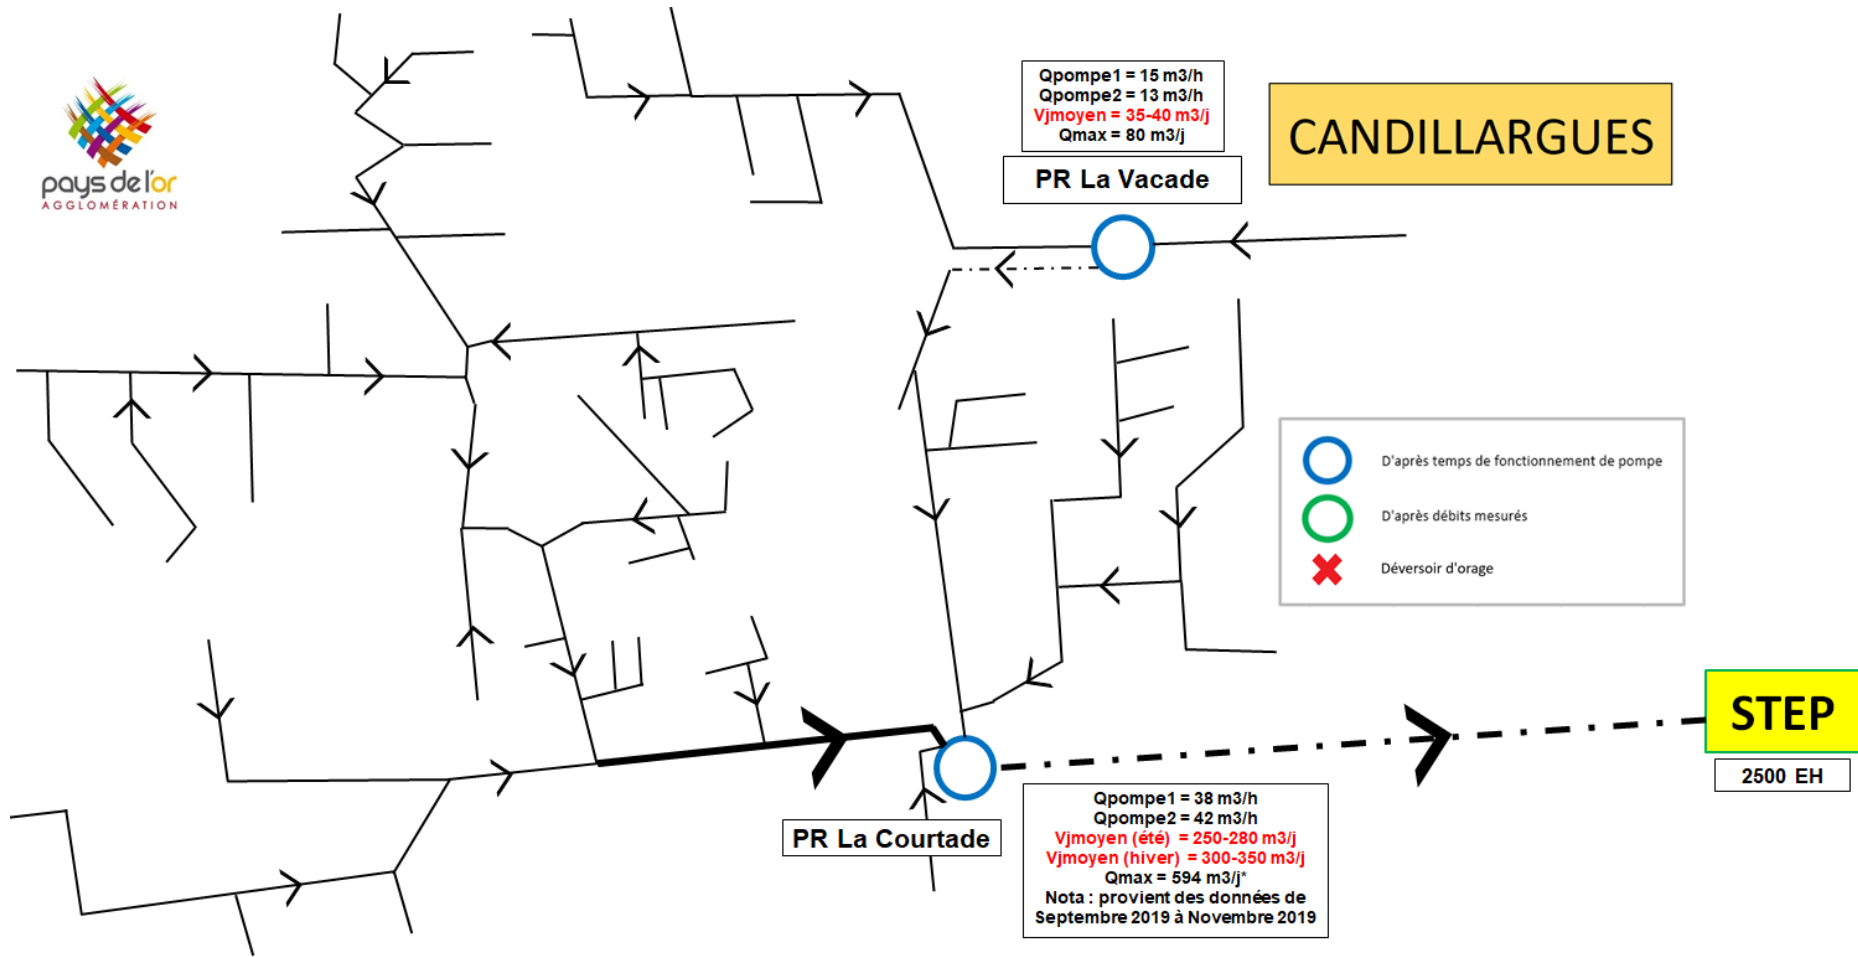 pays de l'or
AGGLOMÉRATION
Qpompe1 = 15 m3/h
Qpompe2 = 13 m3/h
Vjmoyen = 35-40 m3/j
Qmax = 80 m3/j
PR La Vacade
CANDILLARGUES
D'après temps de fonctionnement de pompe
D'après débits mesurés
Déversoir d'orage
STEP
2500 EH
PR La Courtade
Qpompe1 = 38 m3/h
Qpompe2 = 42 m3/h
Vjmoyen (été) = 250-280 m3/j
Vjmoyen (hiver) = 300-350 m3/j
Qmax = 594 m3/j*
Nota : provient des données de
Septembre 2019 à Novembre 2019